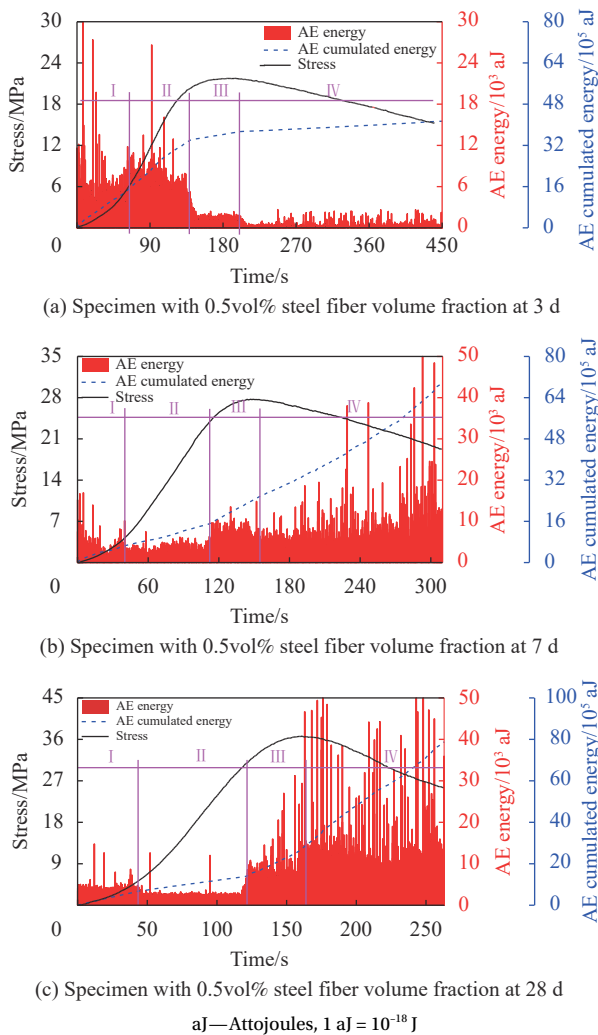 30
24
18
12
6
0
Stress/MPa
AE energy
AE cumulated energy
Stress
I
II
III
IV
90
180
270
360
450
Time/s
30
24
18
12
6
0
AE energy/10³ aJ
80
64
48
32
16
0
AE cumulated energy/10⁵ aJ
(a) Specimen with 0.5vol% steel fiber volume fraction at 3 d
35
28
21
14
7
0
Stress/MPa
AE energy
AE cumulated energy
Stress
I
II
III
IV
60
120
180
240
300
Time/s
50
40
30
20
10
0
AE energy/10³ aJ
80
64
48
32
16
0
AE cumulated energy/10⁵ aJ
(b) Specimen with 0.5vol% steel fiber volume fraction at 7 d
45
36
27
18
9
0
Stress/MPa
AE energy
AE cumulated energy
Stress
I
II
III
IV
50
100
150
200
250
Time/s
50
40
30
20
10
0
AE energy/10³ aJ
100
80
60
40
20
0
AE cumulated energy/10⁵ aJ
(c) Specimen with 0.5vol% steel fiber volume fraction at 28 d
aJ—Attojoules, 1 aJ = 10⁻¹⁸ J